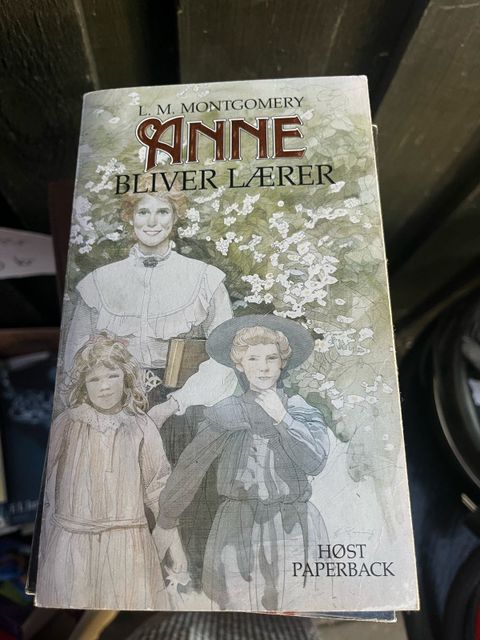 L. M. MONTGOMERY
ANNE
BLIVER LÆRER
HØST
PAPERBACK